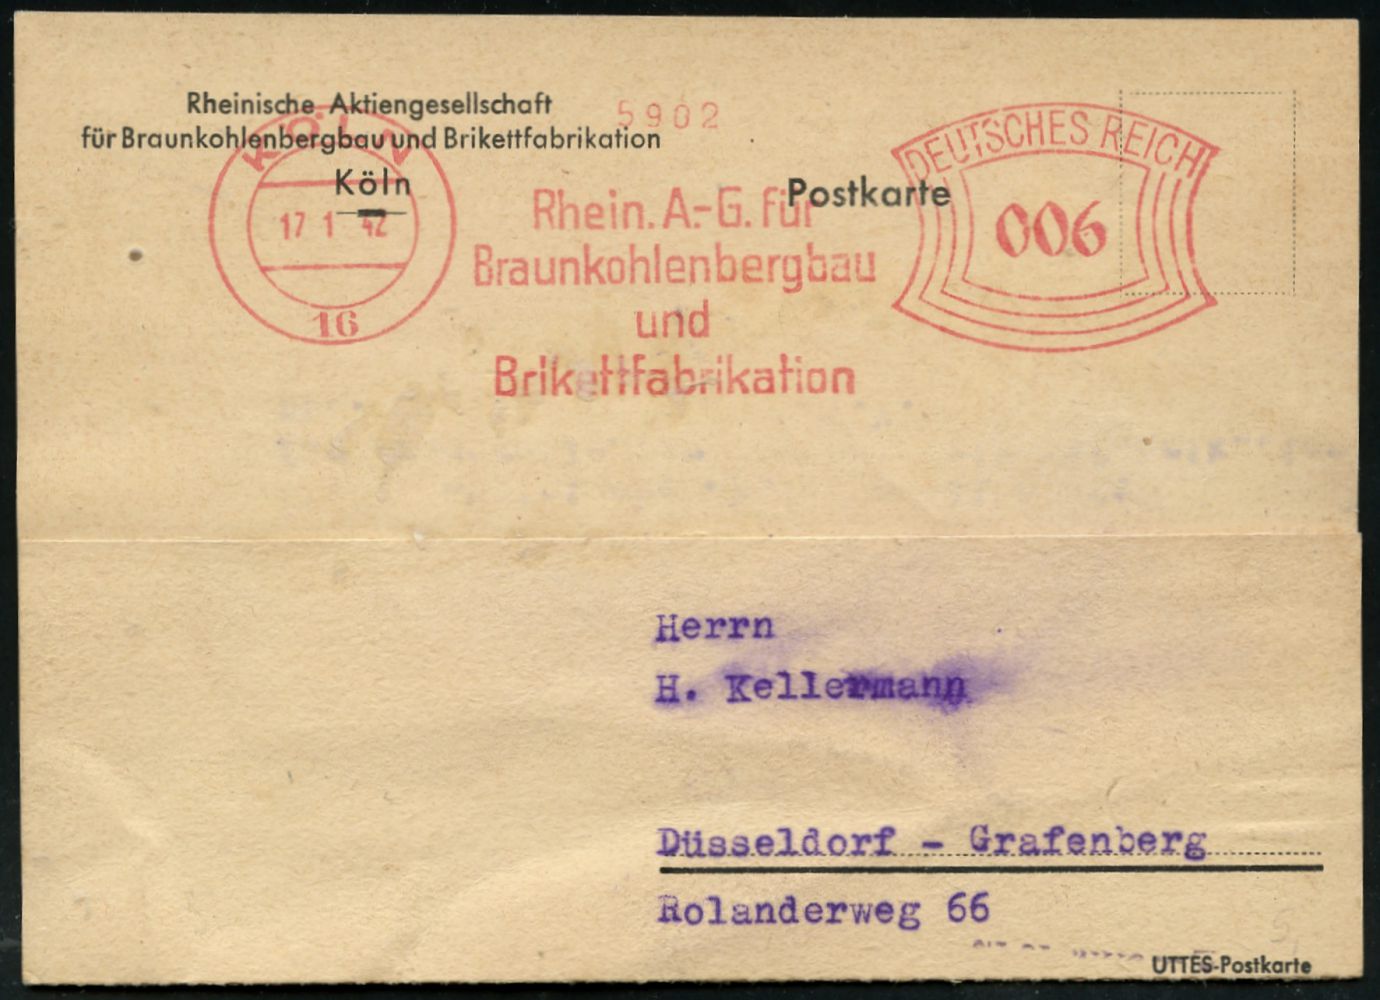 Rheinische Aktiengesellschaft
für Braunkohlenbergbau und Brikettfabrikation
Köln
5902
KÖLN
17 1 42
16
Rhein. A.-G. für
Braunkohlenbergbau
und
Brikettfabrikation
Postkarte
DEUTSCHES REICH
006
Herrn
H. Kellermann
Düsseldorf - Grafenberg
Rolanderweg 66
UTTES-Postkarte